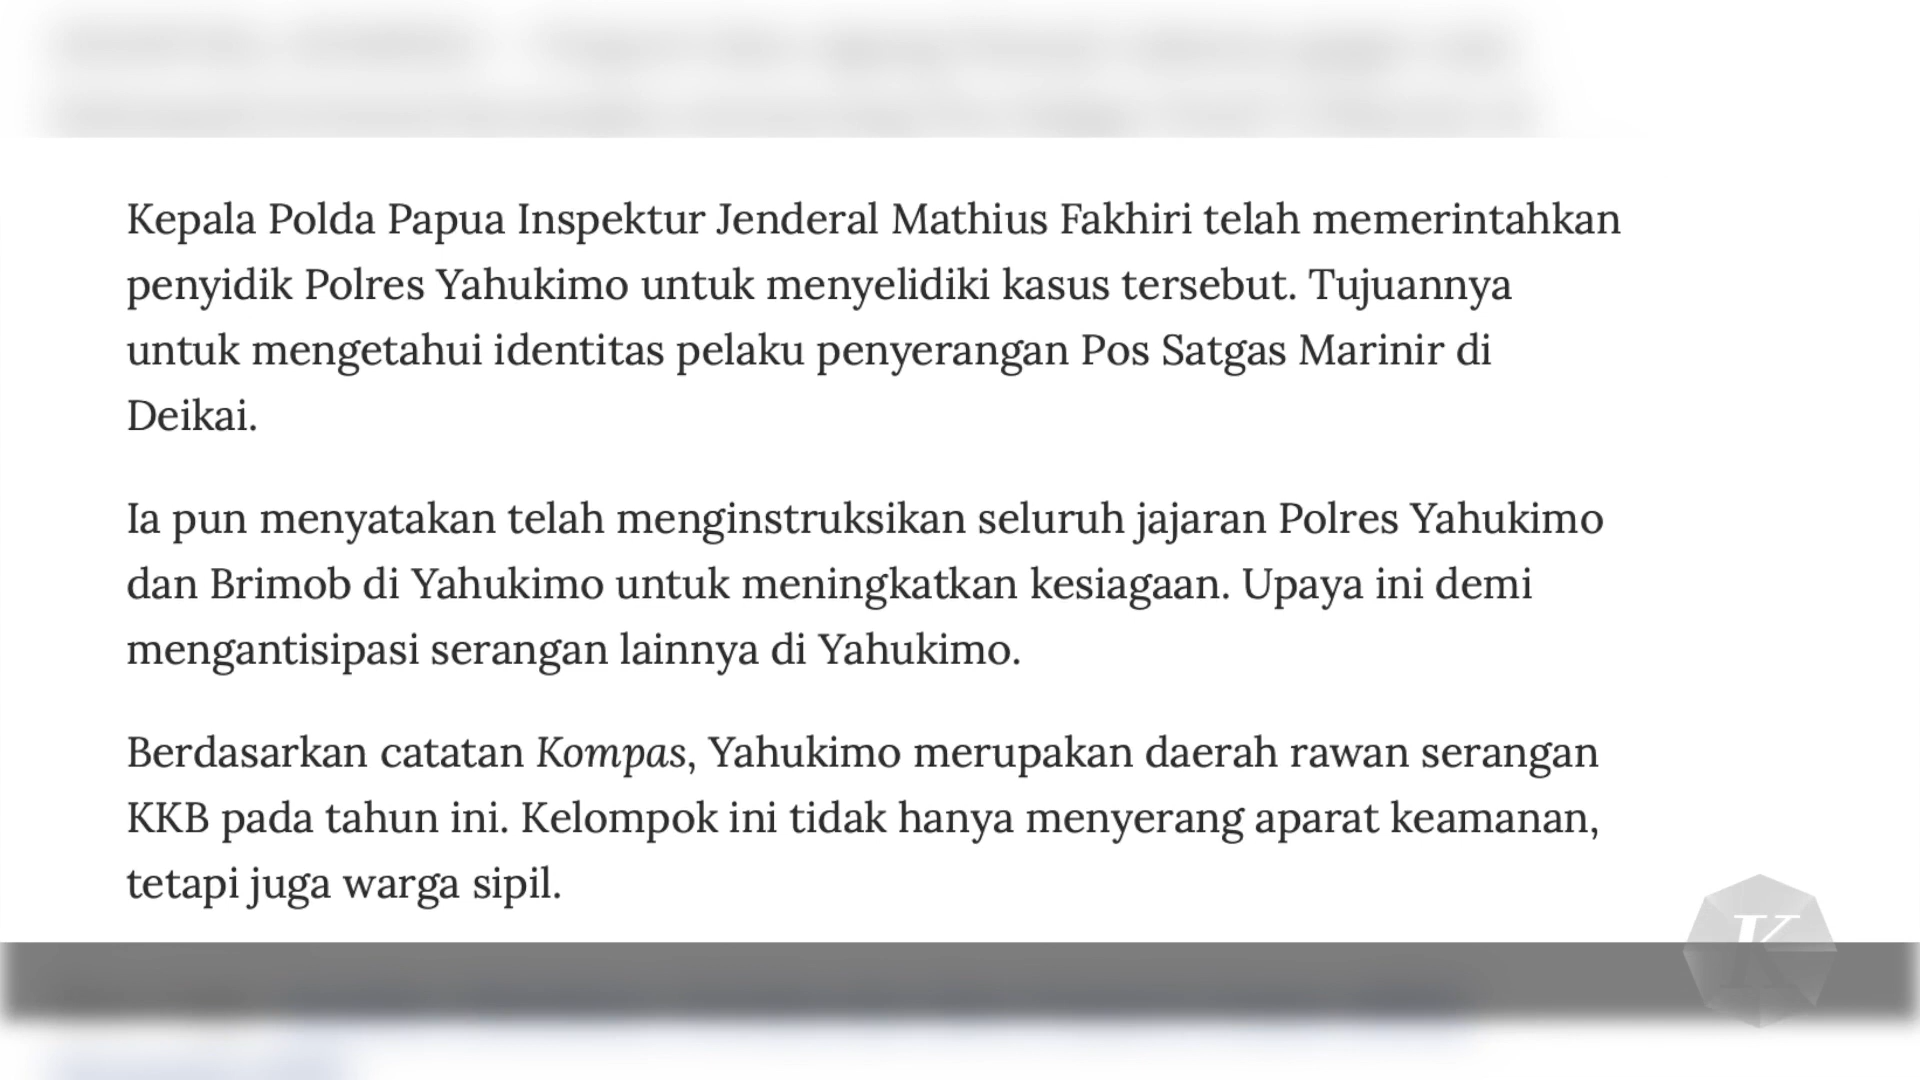 Kepala Polda Papua Inspektur Jenderal Mathius Fakhiri telah memerintahkan
penyidik Polres Yahukimo untuk menyelidiki kasus tersebut. Tujuannya
untuk mengetahui identitas pelaku penyerangan Pos Satgas Marinir di
Deikai.
Ia pun menyatakan telah menginstruksikan seluruh jajaran Polres Yahukimo
dan Brimob di Yahukimo untuk meningkatkan kesiagaan. Upaya ini demi
mengantisipasi serangan lainnya di Yahukimo.
Berdasarkan catatan Kompas, Yahukimo merupakan daerah rawan serangan
KKB pada tahun ini. Kelompok ini tidak hanya menyerang aparat keamanan,
tetapi juga warga sipil.
K